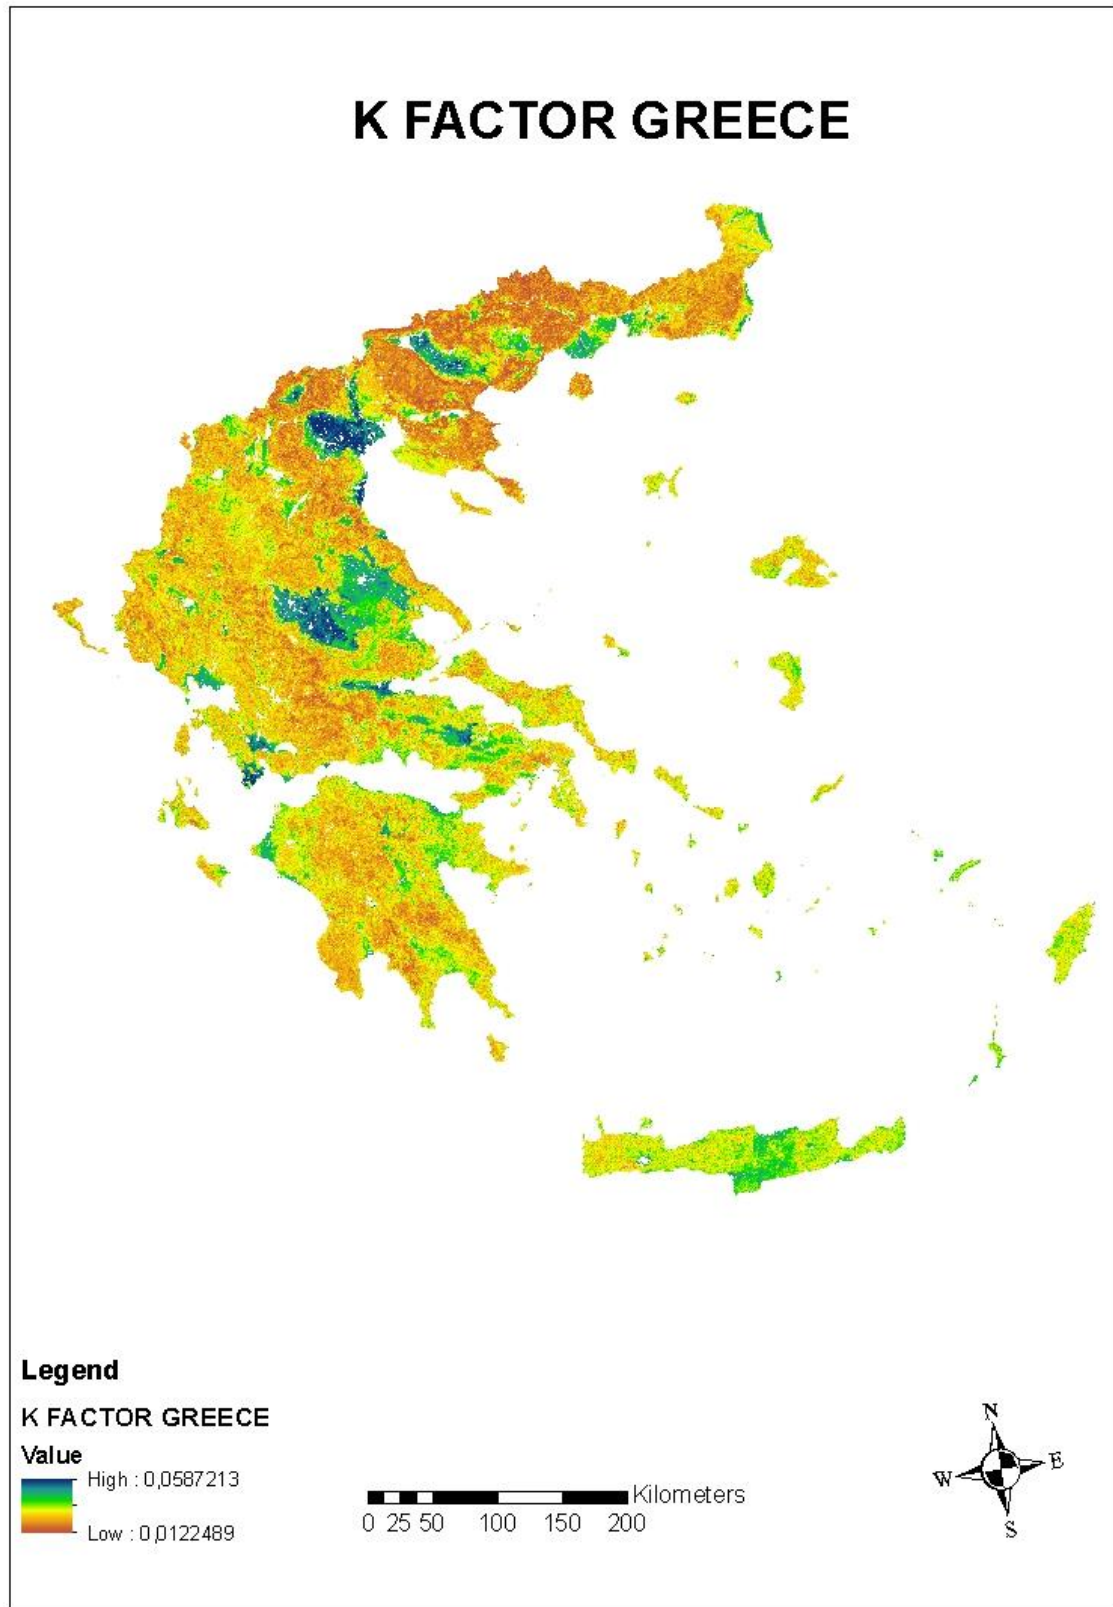 K FACTOR GREECE
Legend
K FACTOR GREECE
Value
High : 0,0587213
Low : 0,0122489
Kilometers
0 25 50 100 150 200
N
W E
S